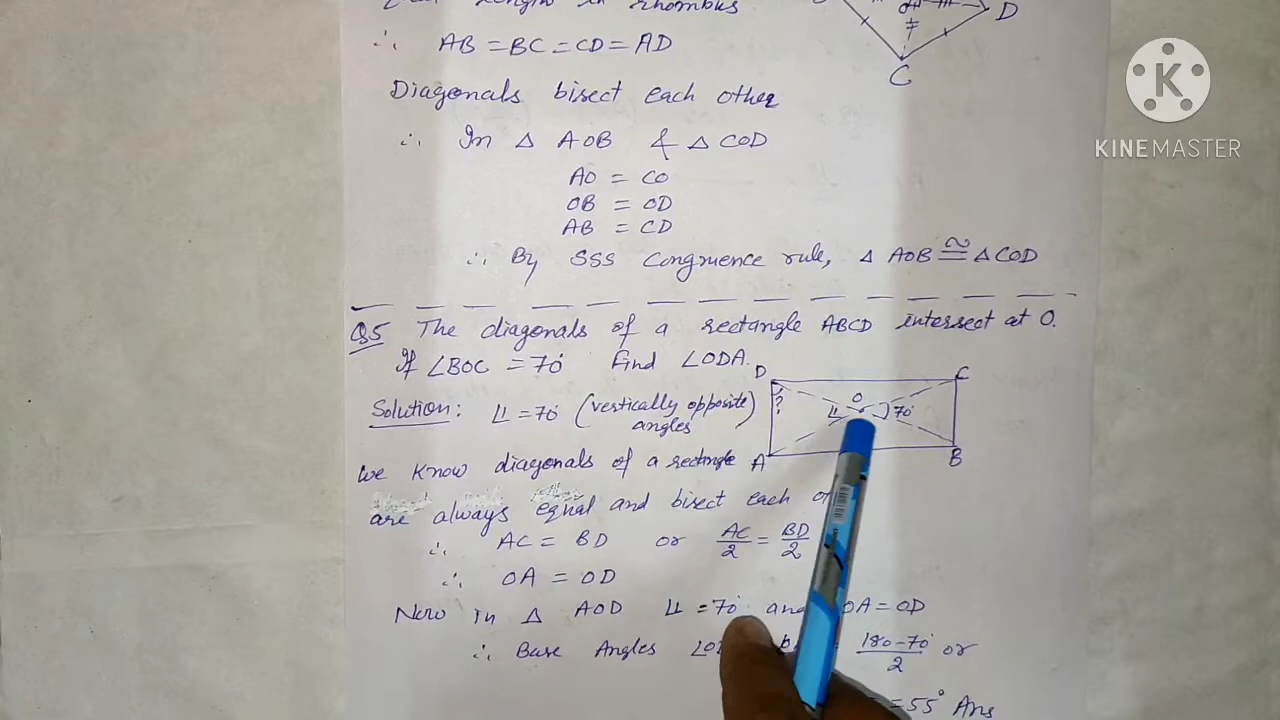 Length in rhombus
∴ AB = BC = CD = AD
Diagonals bisect each other
∴ In △ AOB & △ COD
AO = CO
OB = OD
AB = CD
∴ By SSS Congruence rule, △ AOB ≅ △ COD
D
C
K
KINEMASTER
Q5 The diagonals of a rectangle ABCD intersect at O.
If ∠BOC = 70° Find ∠ODA.
D C
O
? ∠1 70°
A B
Solution: ∠1 = 70° (vertically opposite angles)
We know diagonals of a rectangle
are always equal and bisect each
∴ AC = BD or AC/2 = BD/2
∴ OA = OD
Now in △ AOD ∠1 = 70° and OA = OD
∴ Base Angles 180-70°/2 or
= 55° Ans